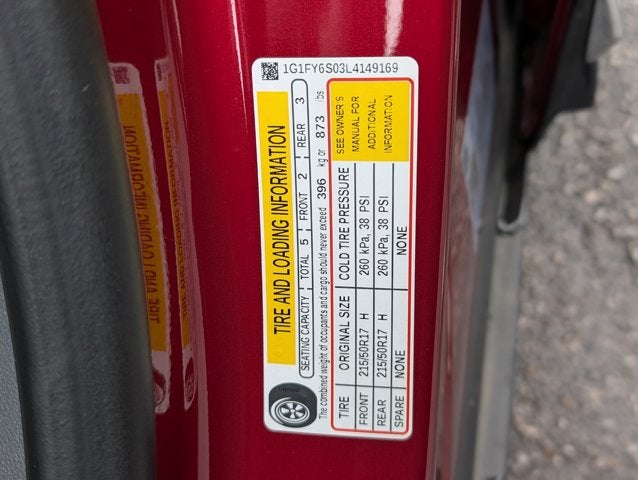 1G1FY6S03L4149169
TIRE AND LOADING INFORMATION
SEATING CAPACITY TOTAL 5 FRONT 2 REAR 3
The combined weight of occupants and cargo should never exceed 396 kg or 873 lbs
TIRE ORIGINAL SIZE COLD TIRE PRESSURE
FRONT 215/50R17 H 260 kPa, 38 PSI
REAR 215/50R17 H 260 kPa, 38 PSI
SPARE NONE NONE
SEE OWNER'S
MANUAL FOR
ADDITIONAL
INFORMATION